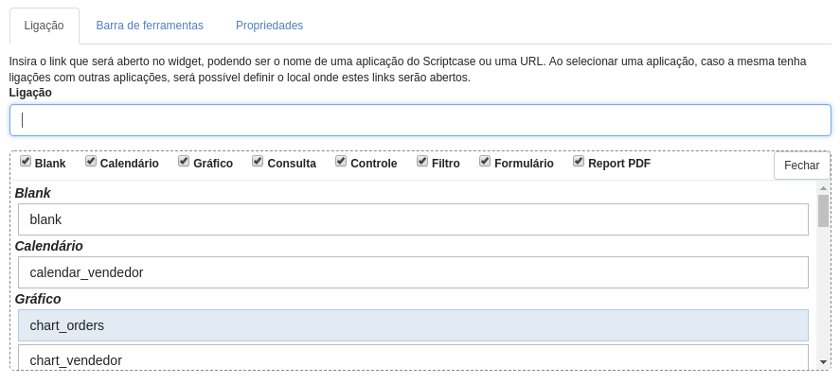 Ligação Barra de ferramentas Propriedades
Insira o link que será aberto no widget, podendo ser o nome de uma aplicação do Scriptcase ou uma URL. Ao selecionar uma aplicação, caso a mesma tenha
ligações com outras aplicações, será possível definir o local onde estes links serão abertos.
Ligação
Blank Calendário Gráfico Consulta Controle Filtro Formulário Report PDF Fechar
Blank
blank
Calendário
calendar_vendedor
Gráfico
chart_orders
chart_vendedor